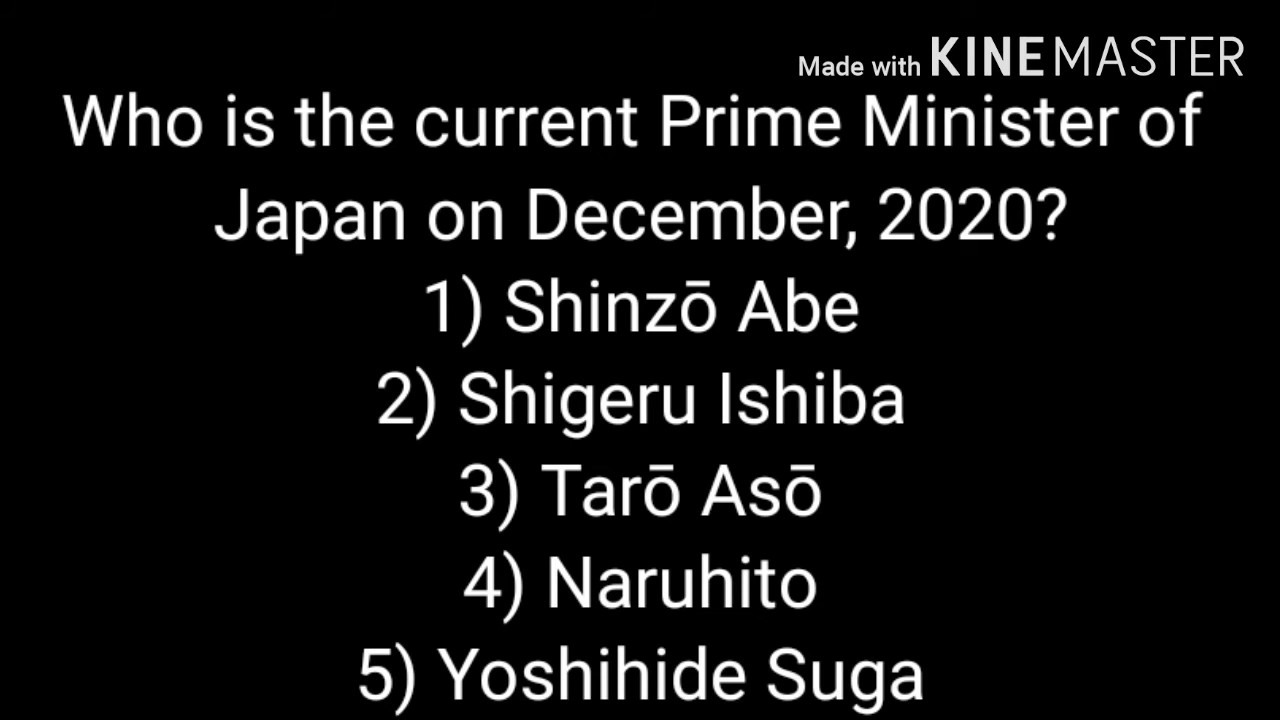 Made with KINEMASTER
Who is the current Prime Minister of
Japan on December, 2020?
1) Shinzō Abe
2) Shigeru Ishiba
3) Tarō Asō
4) Naruhito
5) Yoshihide Suga